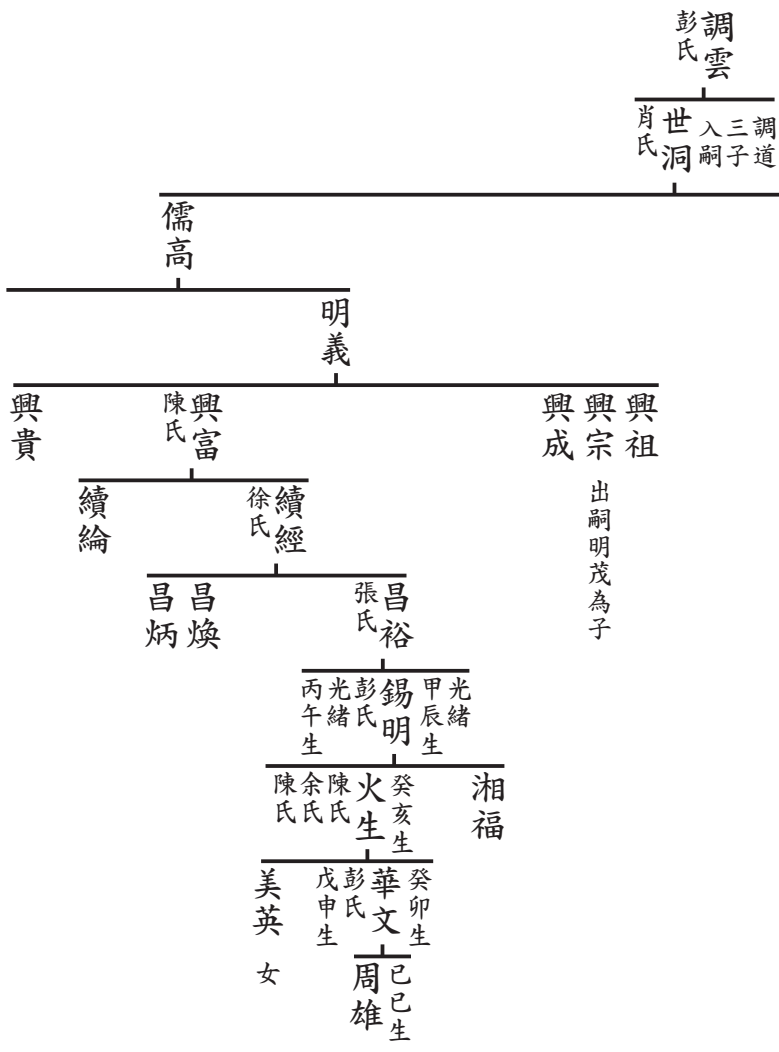 調雲
彭氏
調道
三子
入嗣
世洞
肖氏
儒高
明義
興祖
興宗
出嗣明茂為子
興成
興富
陳氏
興貴
續經
徐氏
續綸
昌裕
張氏
昌煥
昌炳
光緒
甲辰生
錫明
彭氏
光緒
丙午生
湘福
癸亥生
火生
陳氏
余氏
陳氏
癸卯生
華文
彭氏
戊申生
美英
女
已已生
周雄